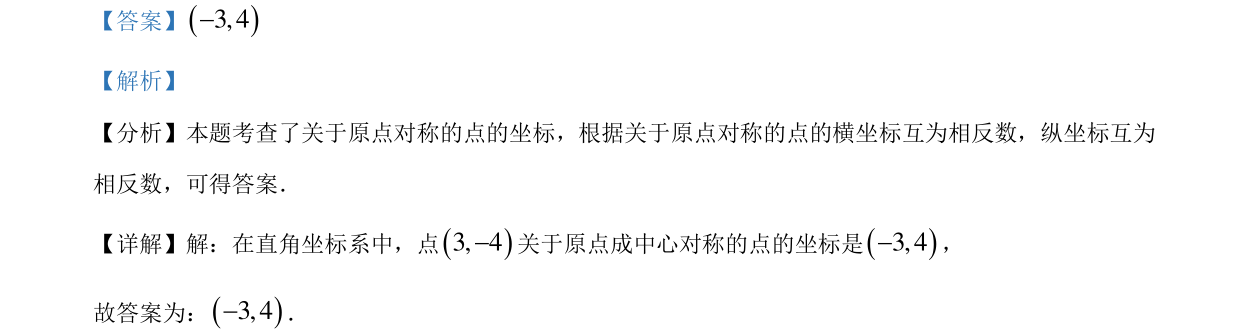 【答案】(−3,4)
【解析】
【分析】本题考查了关于原点对称的点的坐标，根据关于原点对称的点的横坐标互为相反数，纵坐标互为
相反数，可得答案．
【详解】解：在直角坐标系中，点(3,−4)关于原点成中心对称的点的坐标是(−3,4)，
故答案为：(−3,4)．